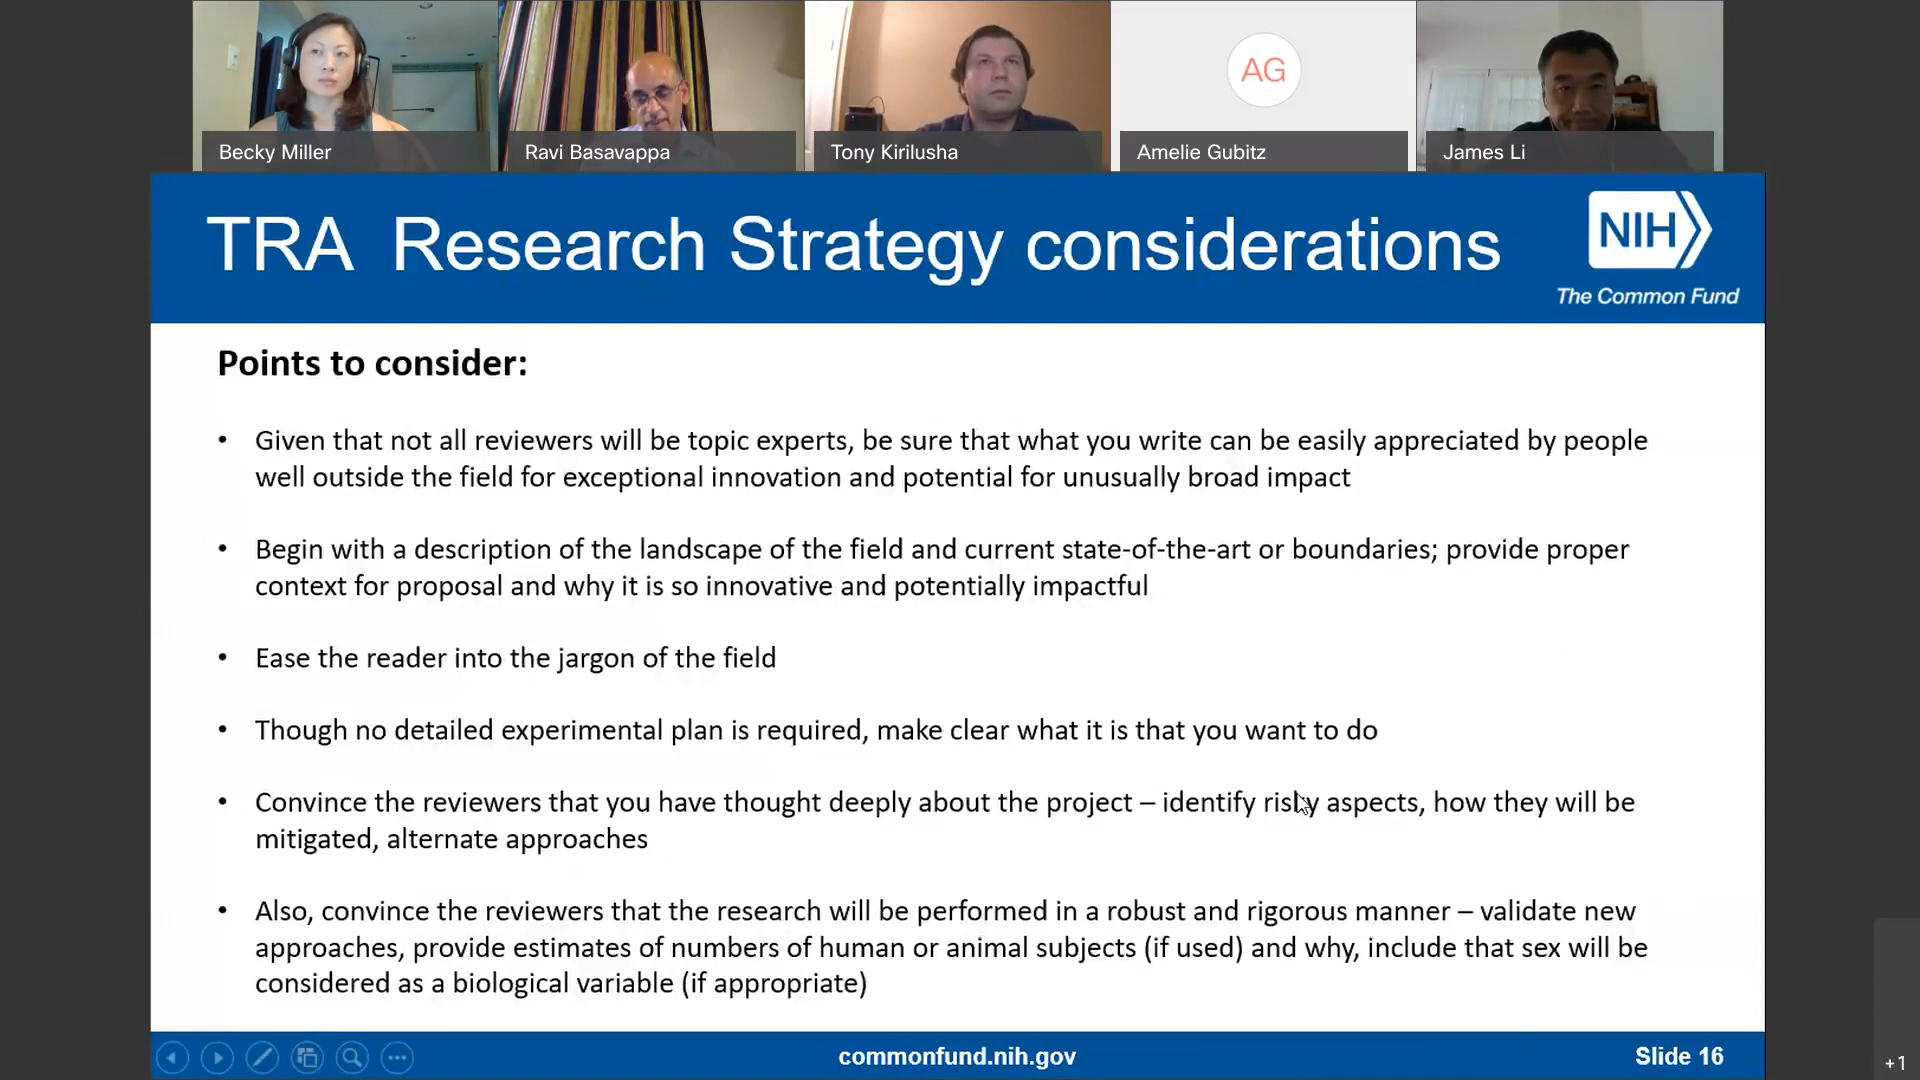 Becky Miller
Ravi Basavappa
Tony Kirilusha
AG
Amelie Gubitz
James Li
TRA Research Strategy considerations
NIH
The Common Fund
Points to consider:
• Given that not all reviewers will be topic experts, be sure that what you write can be easily appreciated by people
well outside the field for exceptional innovation and potential for unusually broad impact
• Begin with a description of the landscape of the field and current state-of-the-art or boundaries; provide proper
context for proposal and why it is so innovative and potentially impactful
• Ease the reader into the jargon of the field
• Though no detailed experimental plan is required, make clear what it is that you want to do
• Convince the reviewers that you have thought deeply about the project – identify risky aspects, how they will be
mitigated, alternate approaches
• Also, convince the reviewers that the research will be performed in a robust and rigorous manner – validate new
approaches, provide estimates of numbers of human or animal subjects (if used) and why, include that sex will be
considered as a biological variable (if appropriate)
commonfund.nih.gov
Slide 16
+1